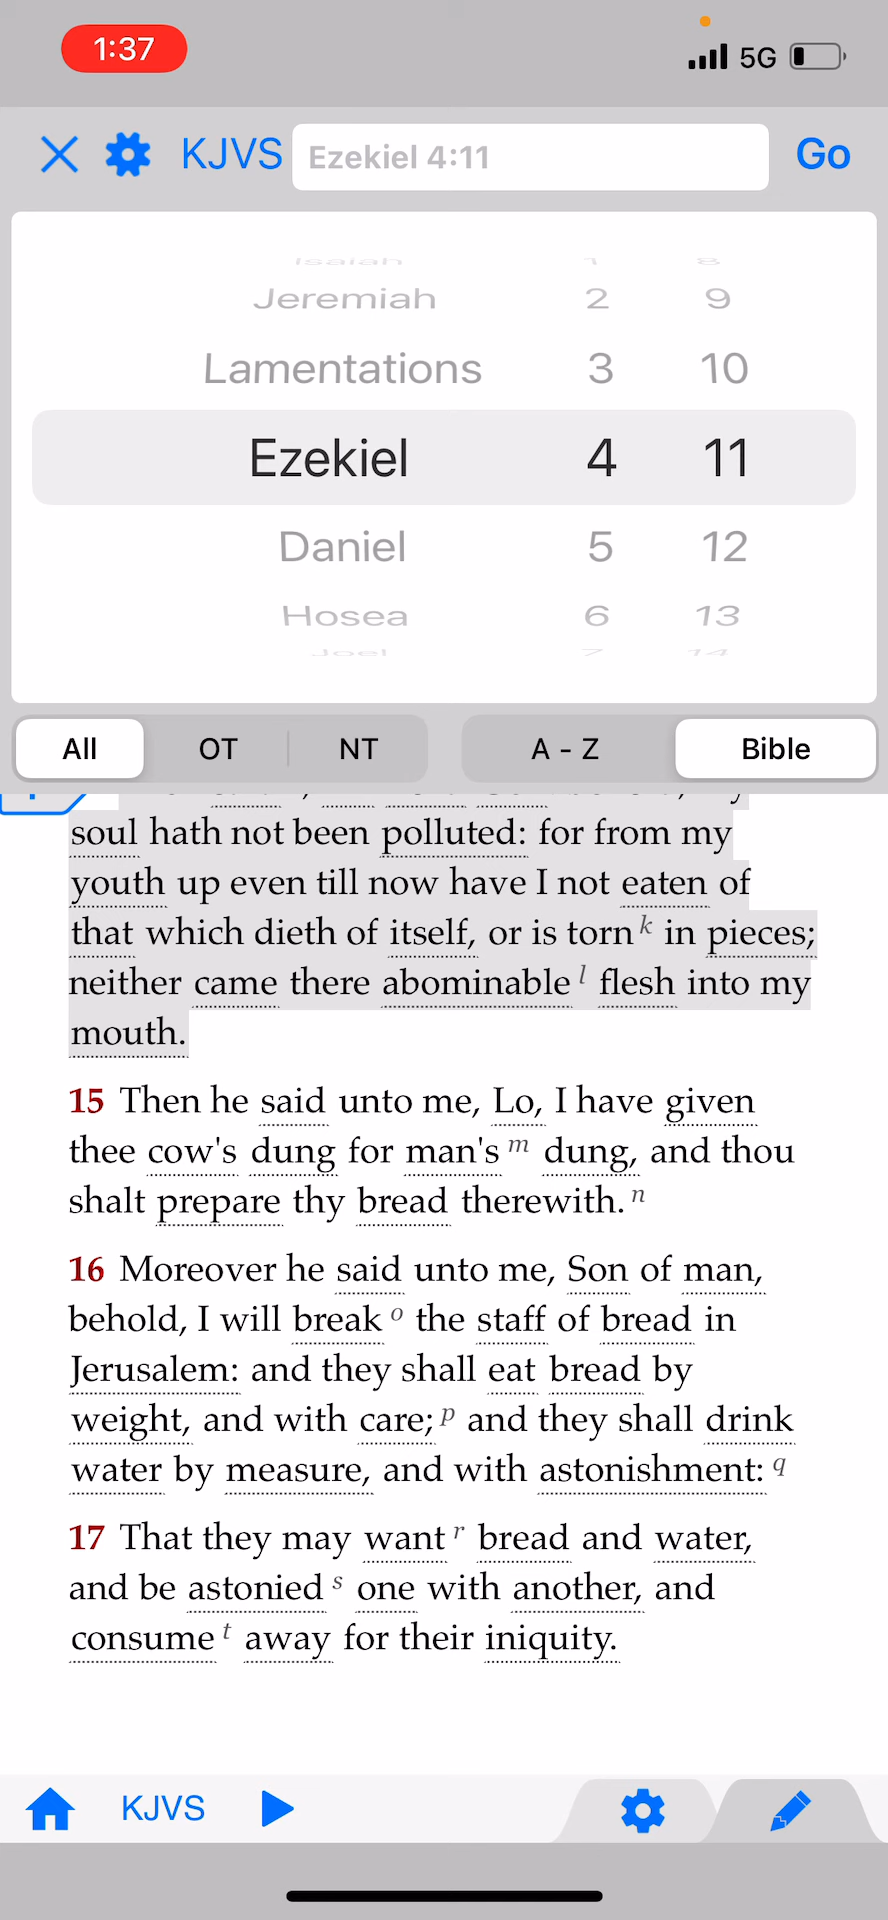 1:37
5G
KJVS Ezekiel 4:11 Go
Isaiah 1 8
Jeremiah 2 9
Lamentations 3 10
Ezekiel 4 11
Daniel 5 12
Hosea 6 13
Joel 7 14
All OT NT A - Z Bible
soul hath not been polluted: for from my
youth up even till now have I not eaten of
that which dieth of itself, or is torn k in pieces;
neither came there abominable l flesh into my
mouth.
15 Then he said unto me, Lo, I have given
thee cow's dung for man's m dung, and thou
shalt prepare thy bread therewith. n
16 Moreover he said unto me, Son of man,
behold, I will break o the staff of bread in
Jerusalem: and they shall eat bread by
weight, and with care; p and they shall drink
water by measure, and with astonishment: q
17 That they may want r bread and water,
and be astonied s one with another, and
consume t away for their iniquity.
KJVS